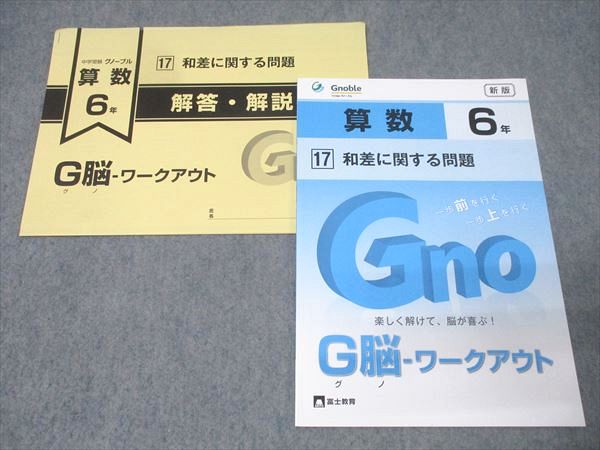 中学受験 グノーブル
算数
6年
17 和差に関する問題
解答・解説
Gno
G脳-ワークアウト
グ ノ
氏名
Gnoble
新版
算数 6年
17 和差に関する問題
一歩前を行く
一歩上を行く
Gno
楽しく解けて、脳が喜ぶ!
G脳-ワークアウト
グ ノ
富士教育